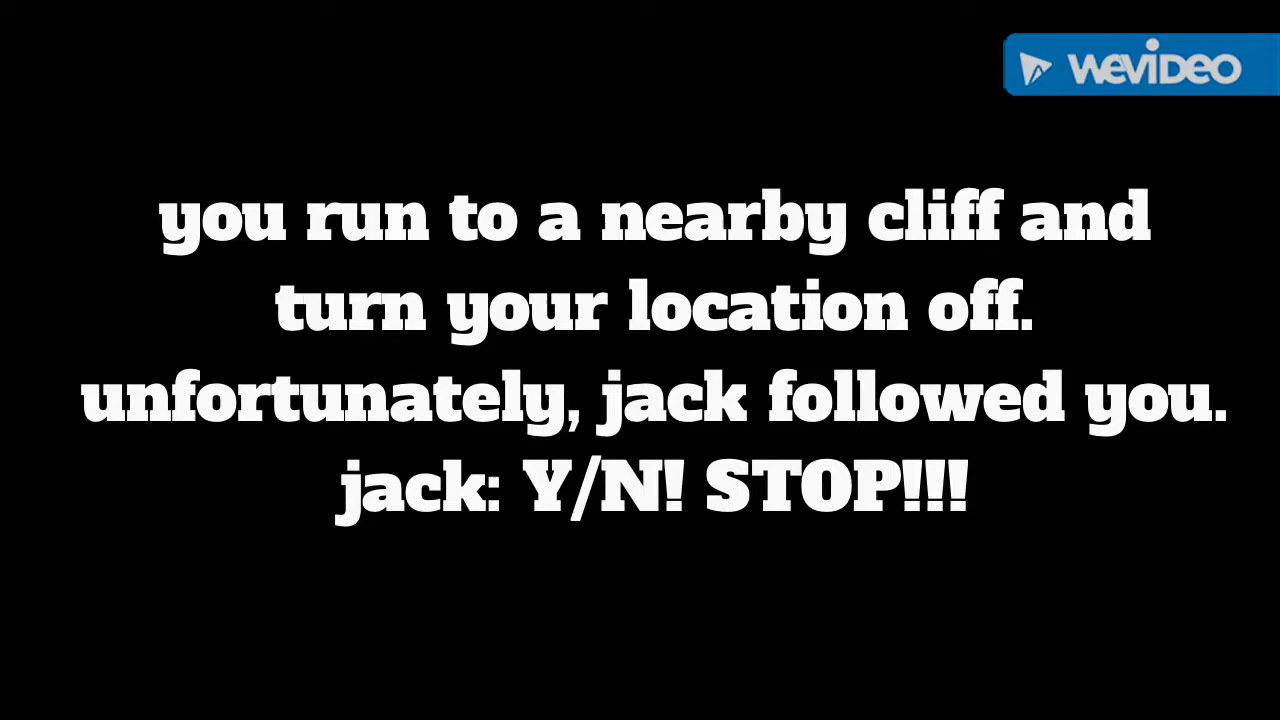 WEVIDEO
you run to a nearby cliff and
turn your location off.
unfortunately, jack followed you.
jack: Y/N! STOP!!!